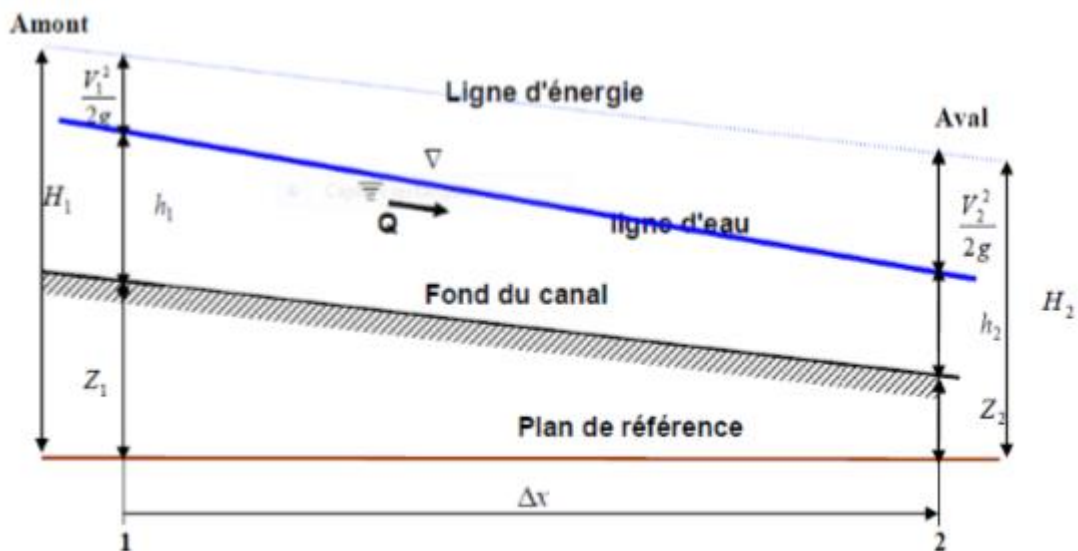 Amont
V₁²/2g
Ligne d'énergie
Aval
∇
H₁
h₁
Q
ligne d'eau
V₂²/2g
Fond du canal
H₂
h₂
Z₁
Z₂
Plan de référence
Δx
1
2